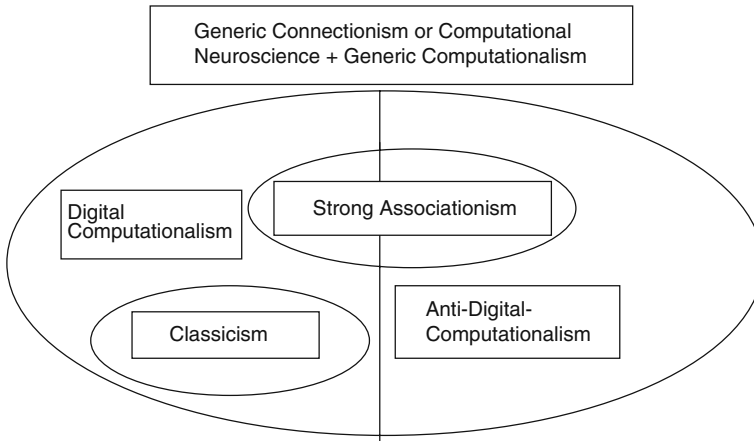 Generic Connectionism or Computational
Neuroscience + Generic Computationalism
Strong Associationism
Digital
Computationalism
Anti-Digital-
Computationalism
Classicism